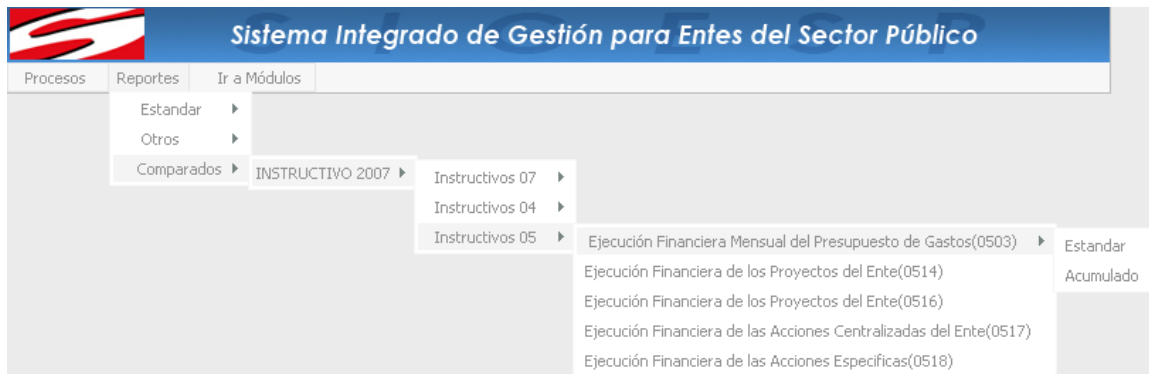 Sistema Integrado de Gestión para Entes del Sector Público
S I G E S P
Procesos Reportes Ir a Módulos
Estandar
Otros
Comparados
INSTRUCTIVO 2007
Instructivos 07
Instructivos 04
Instructivos 05
Ejecución Financiera Mensual del Presupuesto de Gastos(0503)
Ejecución Financiera de los Proyectos del Ente(0514)
Ejecución Financiera de los Proyectos del Ente(0516)
Ejecución Financiera de las Acciones Centralizadas del Ente(0517)
Ejecución Financiera de las Acciones Especificas(0518)
Estandar
Acumulado